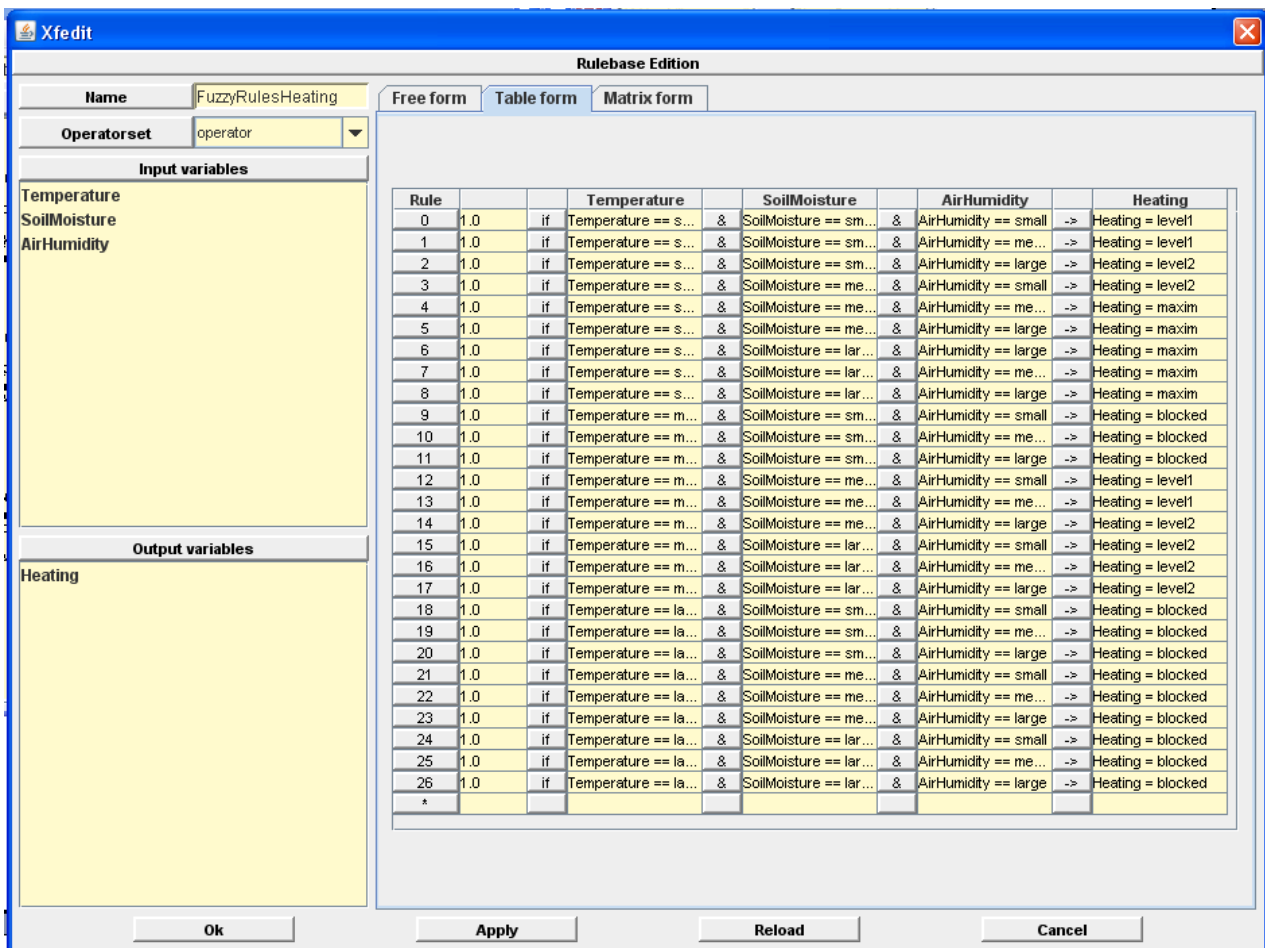 Xfedit
Rulebase Edition
Name FuzzyRulesHeating
Operatorset operator
Input variables
Temperature
SoilMoisture
AirHumidity
Output variables
Heating
Free form Table form Matrix form
Rule Temperature SoilMoisture AirHumidity Heating
0 1.0 if Temperature == s... & SoilMoisture == sm... & AirHumidity == small -> Heating = level1
1 1.0 if Temperature == s... & SoilMoisture == sm... & AirHumidity == me... -> Heating = level1
2 1.0 if Temperature == s... & SoilMoisture == sm... & AirHumidity == large -> Heating = level2
3 1.0 if Temperature == s... & SoilMoisture == me... & AirHumidity == small -> Heating = level2
4 1.0 if Temperature == s... & SoilMoisture == me... & AirHumidity == me... -> Heating = maxim
5 1.0 if Temperature == s... & SoilMoisture == me... & AirHumidity == large -> Heating = maxim
6 1.0 if Temperature == s... & SoilMoisture == lar... & AirHumidity == large -> Heating = maxim
7 1.0 if Temperature == s... & SoilMoisture == lar... & AirHumidity == me... -> Heating = maxim
8 1.0 if Temperature == s... & SoilMoisture == lar... & AirHumidity == large -> Heating = maxim
9 1.0 if Temperature == m... & SoilMoisture == sm... & AirHumidity == small -> Heating = blocked
10 1.0 if Temperature == m... & SoilMoisture == sm... & AirHumidity == me... -> Heating = blocked
11 1.0 if Temperature == m... & SoilMoisture == sm... & AirHumidity == large -> Heating = blocked
12 1.0 if Temperature == m... & SoilMoisture == me... & AirHumidity == small -> Heating = level1
13 1.0 if Temperature == m... & SoilMoisture == me... & AirHumidity == me... -> Heating = level1
14 1.0 if Temperature == m... & SoilMoisture == me... & AirHumidity == large -> Heating = level2
15 1.0 if Temperature == m... & SoilMoisture == lar... & AirHumidity == small -> Heating = level2
16 1.0 if Temperature == m... & SoilMoisture == lar... & AirHumidity == me... -> Heating = level2
17 1.0 if Temperature == m... & SoilMoisture == lar... & AirHumidity == large -> Heating = level2
18 1.0 if Temperature == la... & SoilMoisture == sm... & AirHumidity == small -> Heating = blocked
19 1.0 if Temperature == la... & SoilMoisture == sm... & AirHumidity == me... -> Heating = blocked
20 1.0 if Temperature == la... & SoilMoisture == sm... & AirHumidity == large -> Heating = blocked
21 1.0 if Temperature == la... & SoilMoisture == me... & AirHumidity == small -> Heating = blocked
22 1.0 if Temperature == la... & SoilMoisture == me... & AirHumidity == me... -> Heating = blocked
23 1.0 if Temperature == la... & SoilMoisture == me... & AirHumidity == large -> Heating = blocked
24 1.0 if Temperature == la... & SoilMoisture == lar... & AirHumidity == small -> Heating = blocked
25 1.0 if Temperature == la... & SoilMoisture == lar... & AirHumidity == me... -> Heating = blocked
26 1.0 if Temperature == la... & SoilMoisture == lar... & AirHumidity == large -> Heating = blocked
*
Ok Apply Reload Cancel